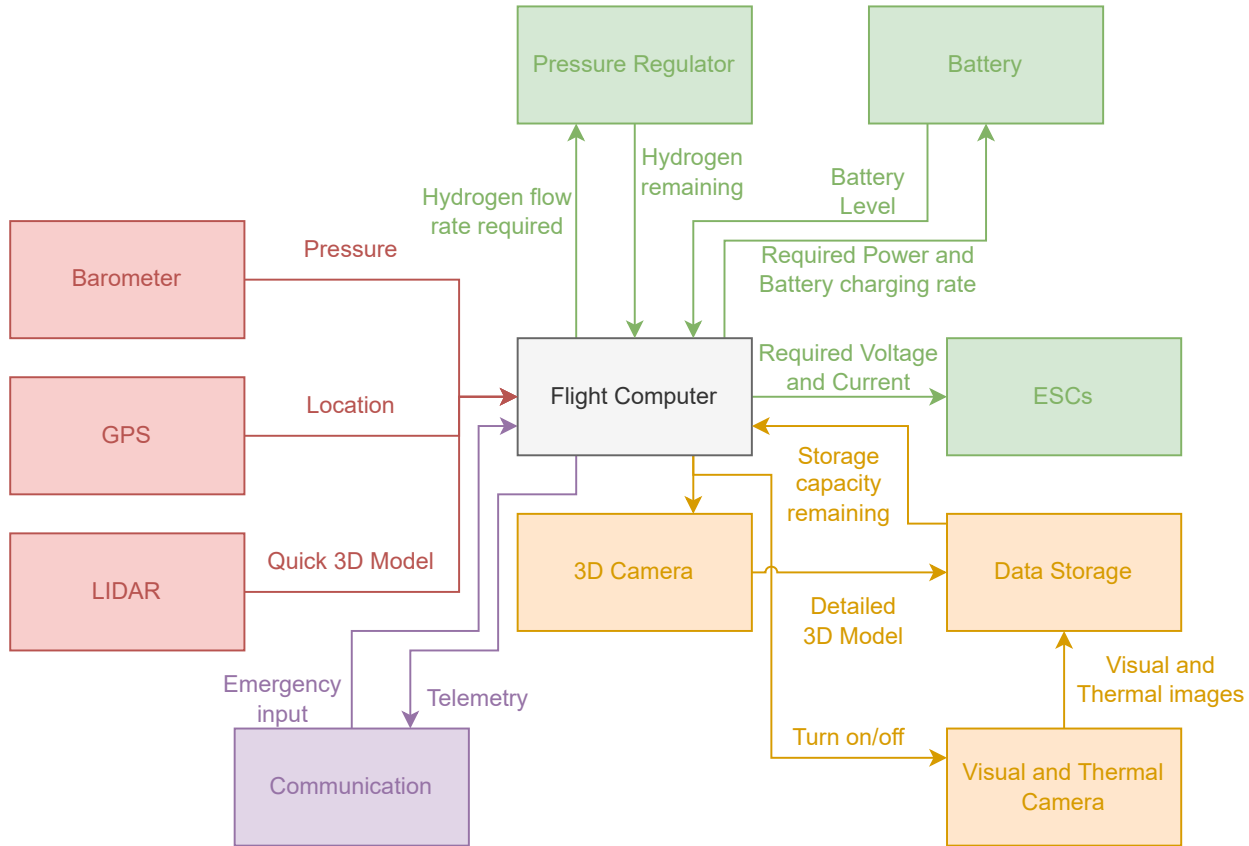 Pressure Regulator
Battery
Hydrogen flow
rate required
Hydrogen
remaining
Battery
Level
Required Power and
Battery charging rate
Barometer
Pressure
GPS
Location
LIDAR
Quick 3D Model
Flight Computer
Required Voltage
and Current
ESCs
Storage
capacity
remaining
3D Camera
Detailed
3D Model
Data Storage
Emergency
input
Telemetry
Communication
Turn on/off
Visual and
Thermal images
Visual and Thermal
Camera